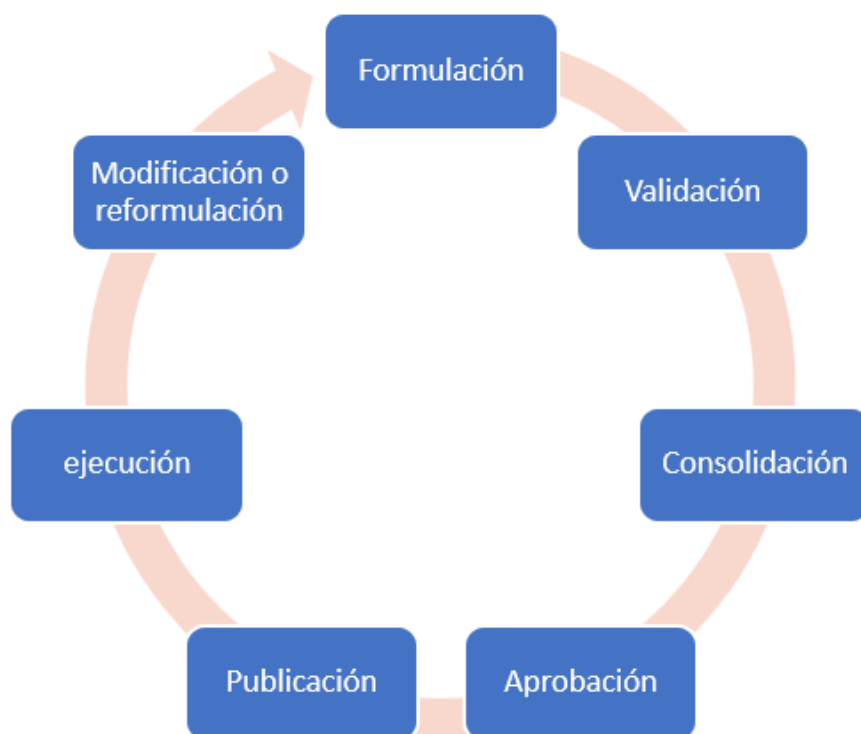 Formulación
Validación
Consolidación
Aprobación
Publicación
ejecución
Modificación o
reformulación